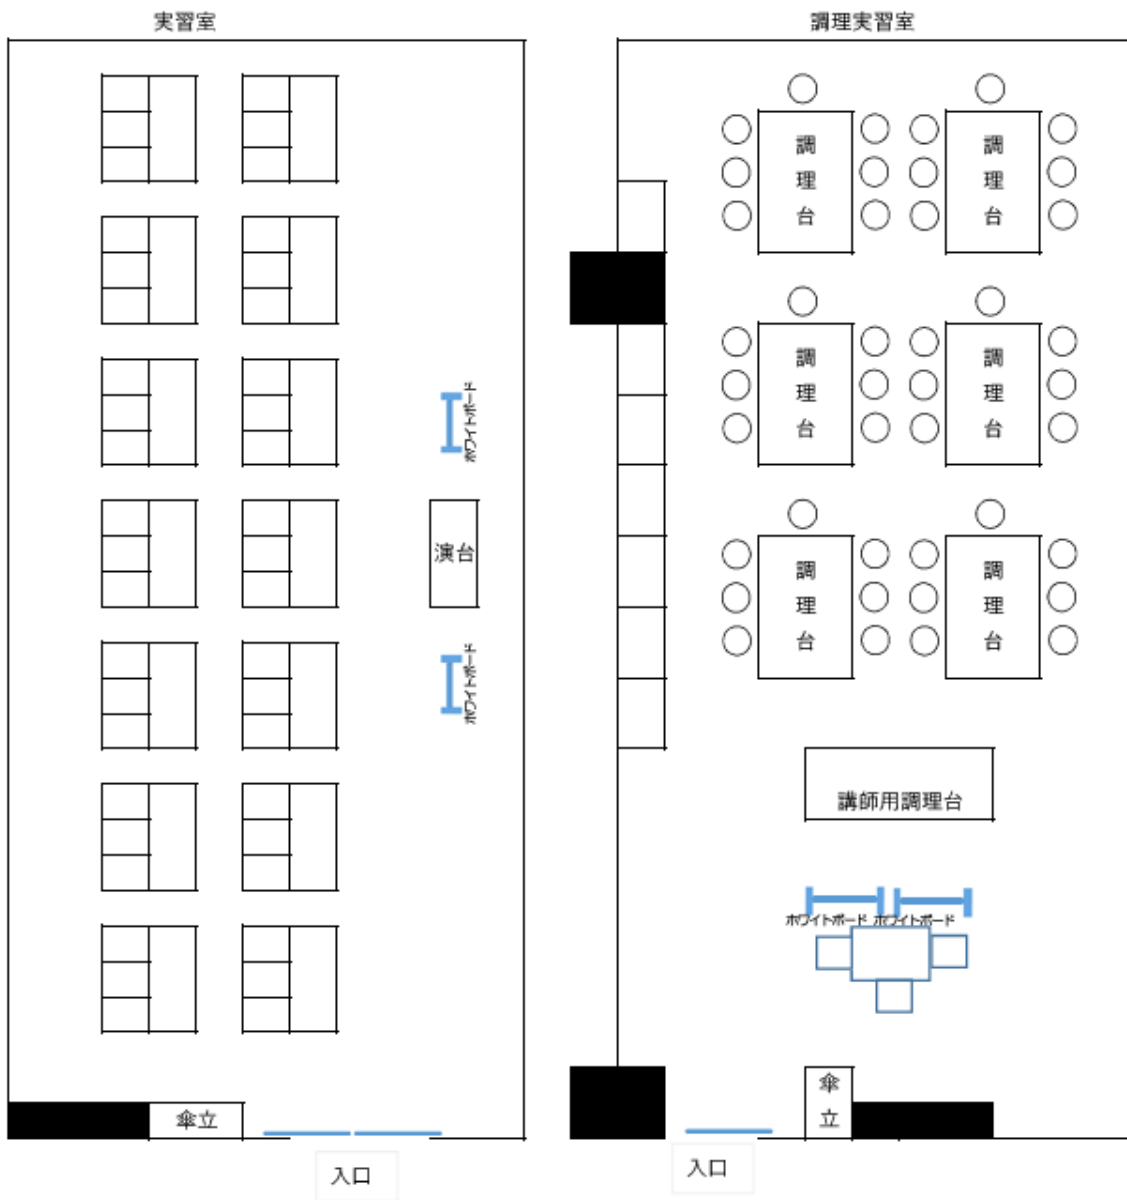 実習室
調理実習室
調理台
調理台
調理台
調理台
調理台
調理台
ホワイトボード
演台
ホワイトボード
講師用調理台
ホワイトボード ホワイトボード
傘立
傘立
入口
入口